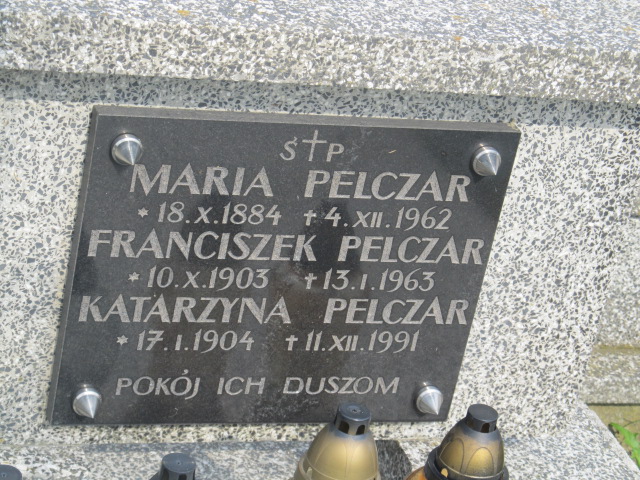 Ś†P
MARIA PELCZAR
* 18.X.1884 † 4.XII.1962
FRANCISZEK PELCZAR
* 10.X.1903 † 13.I.1963
KATARZYNA PELCZAR
* 17.I.1904 † 11.XII.1991
POKÓJ ICH DUSZOM